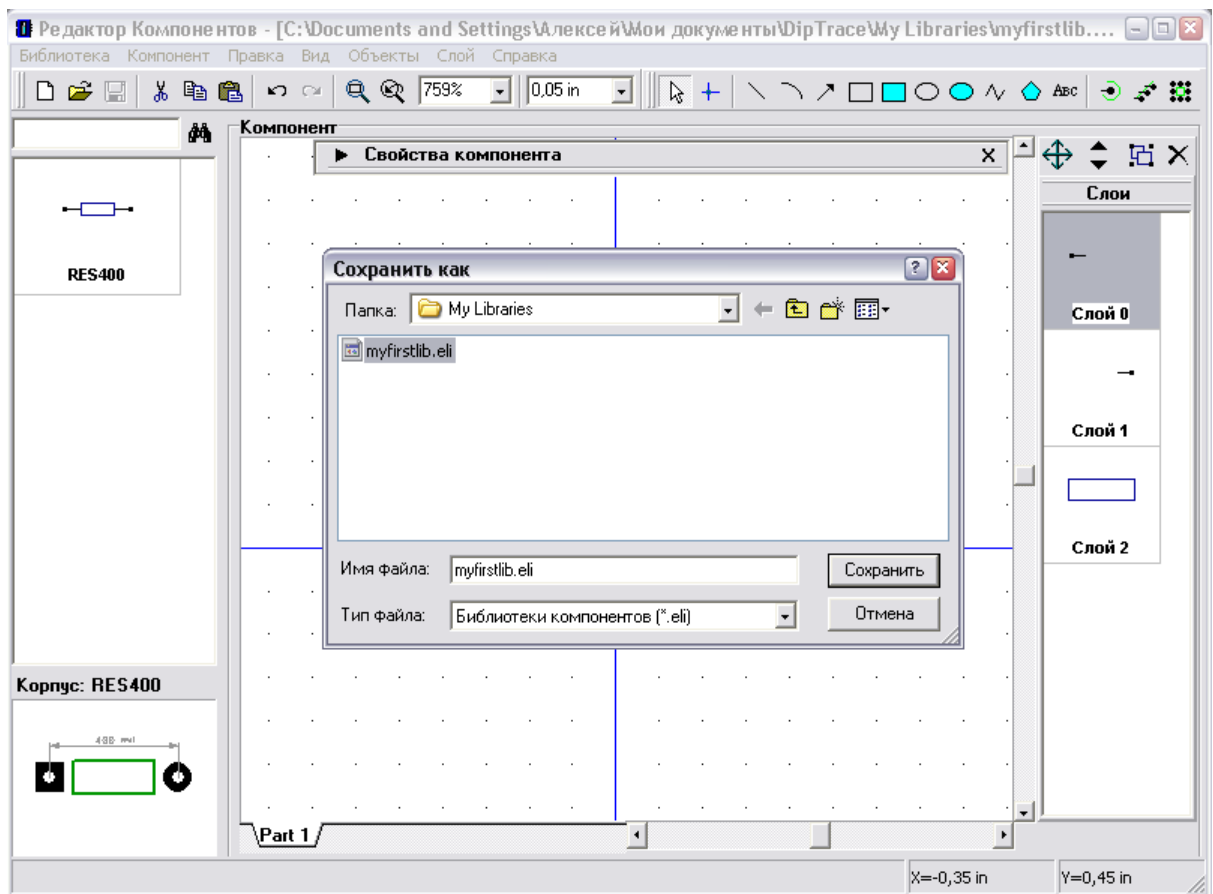 Редактор Компонентов - [C:\Documents and Settings\Алексей\Мои документы\DipTrace\My Libraries\myfirstlib....
Библиотека Компонент Правка Вид Объекты Слой Справка
759% 0,05 in ABC
Компонент
Свойства компонента X
Слои
RES400
Сохранить как
Папка: My Libraries
Слой 0
myfirstlib.eli
Слой 1
Слой 2
Имя файла: myfirstlib.eli Сохранить
Тип файла: Библиотеки компонентов (*.eli) Отмена
Корпус: RES400
Part 1
X=-0,35 in Y=0,45 in